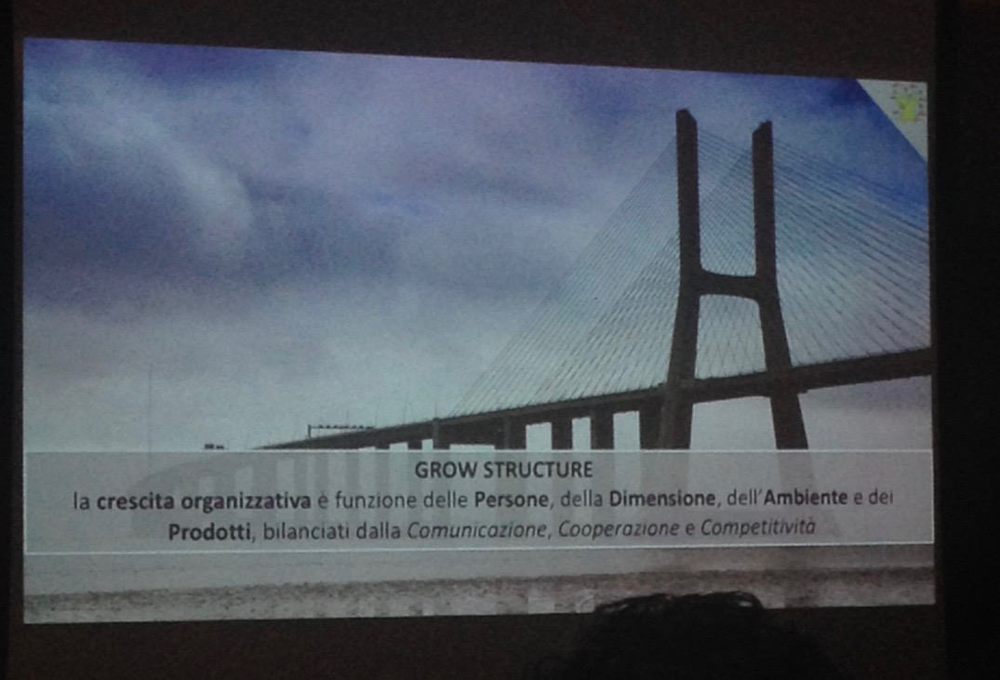 GROW STRUCTURE
la crescita organizzativa è funzione delle Persone, della Dimensione, dell'Ambiente e dei
Prodotti, bilanciati dalla Comunicazione, Cooperazione e Competitività